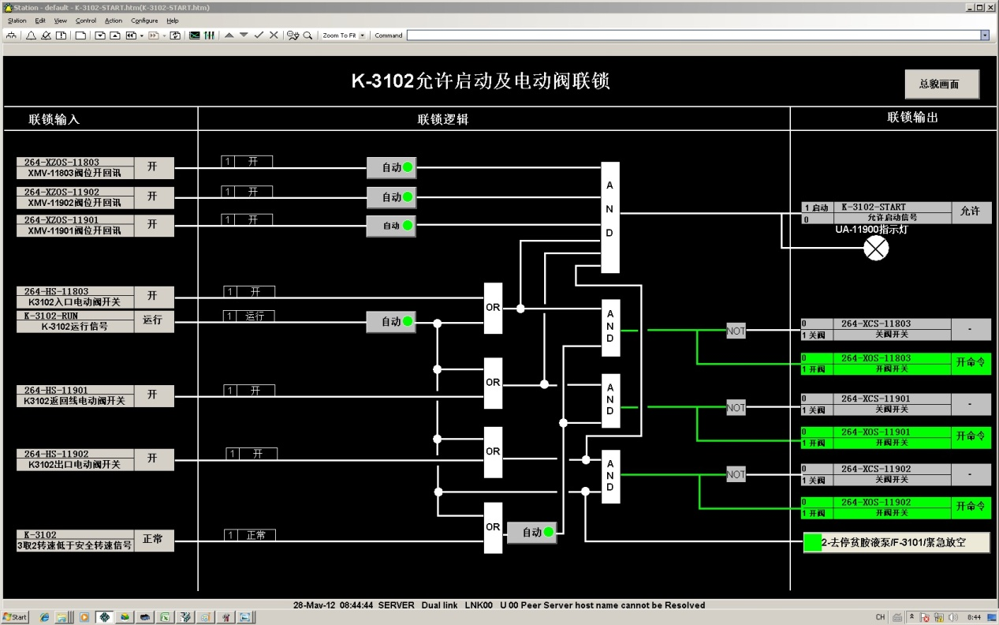 Station - default - K-3102-START.htm(K-3102-START.htm)
Station Edit View Control Action Configure Help
Zoom To Fit Command
K-3102允许启动及电动阀联锁
总貌画面
联锁输入 联锁逻辑 联锁输出
264-XZOS-11803 开
XMV-11803阀位开回讯
1 开 自动
264-XZOS-11902 开
XMV-11902阀位开回讯
1 开 自动
264-XZOS-11901 开
XMV-11901阀位开回讯
1 开 自动
A
N
D
1 启动 K-3102-START 允许
0 允许启动信号
UA-11900指示灯
264-HS-11803 开
K3102入口电动阀开关
1 开
K-3102-RUN 运行
K-3102运行信号
1 运行 自动
OR
A
N
D
NOT
0 264-XCS-11803 -
1 关阀 关阀开关
0 264-XOS-11803 开命令
1 开阀 开阀开关
264-HS-11901 开
K3102返回线电动阀开关
1 开
OR
A
N
D
NOT
0 264-XCS-11901 -
1 关阀 关阀开关
0 264-XOS-11901 开命令
1 开阀 开阀开关
264-HS-11902 开
K3102出口电动阀开关
1 开
OR
A
N
D
NOT
0 264-XCS-11902 -
1 关阀 关阀开关
0 264-XOS-11902 开命令
1 开阀 开阀开关
K-3102 正常
3取2转速低于安全转速信号
1 正常
OR
自动
2-去停贫胺液泵/F-3101/紧急放空
28-May-12 08:44:44 SERVER Dual link LNK00 U 00 Peer Server host name cannot be Resolved
Start CH 8:44